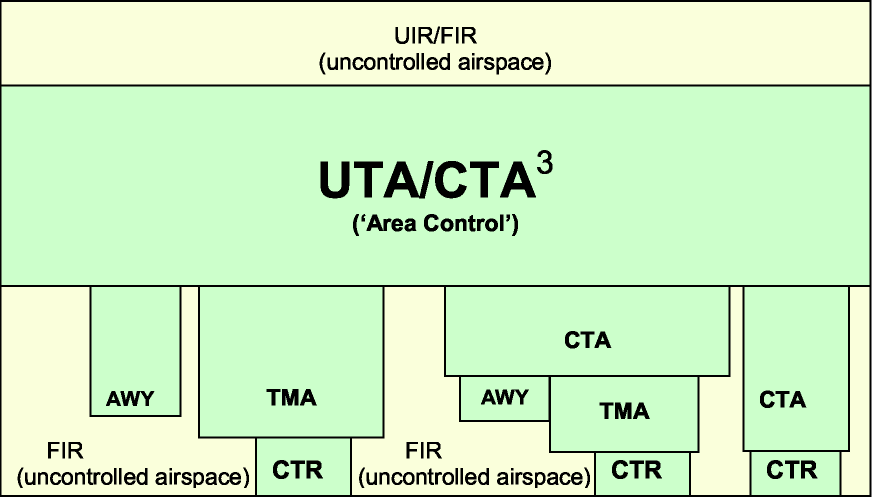 UIR/FIR
(uncontrolled airspace)
UTA/CTA³
(‘Area Control’)
AWY
TMA
CTA
AWY
TMA
CTA
FIR
(uncontrolled airspace)
CTR
FIR
(uncontrolled airspace)
CTR
CTR